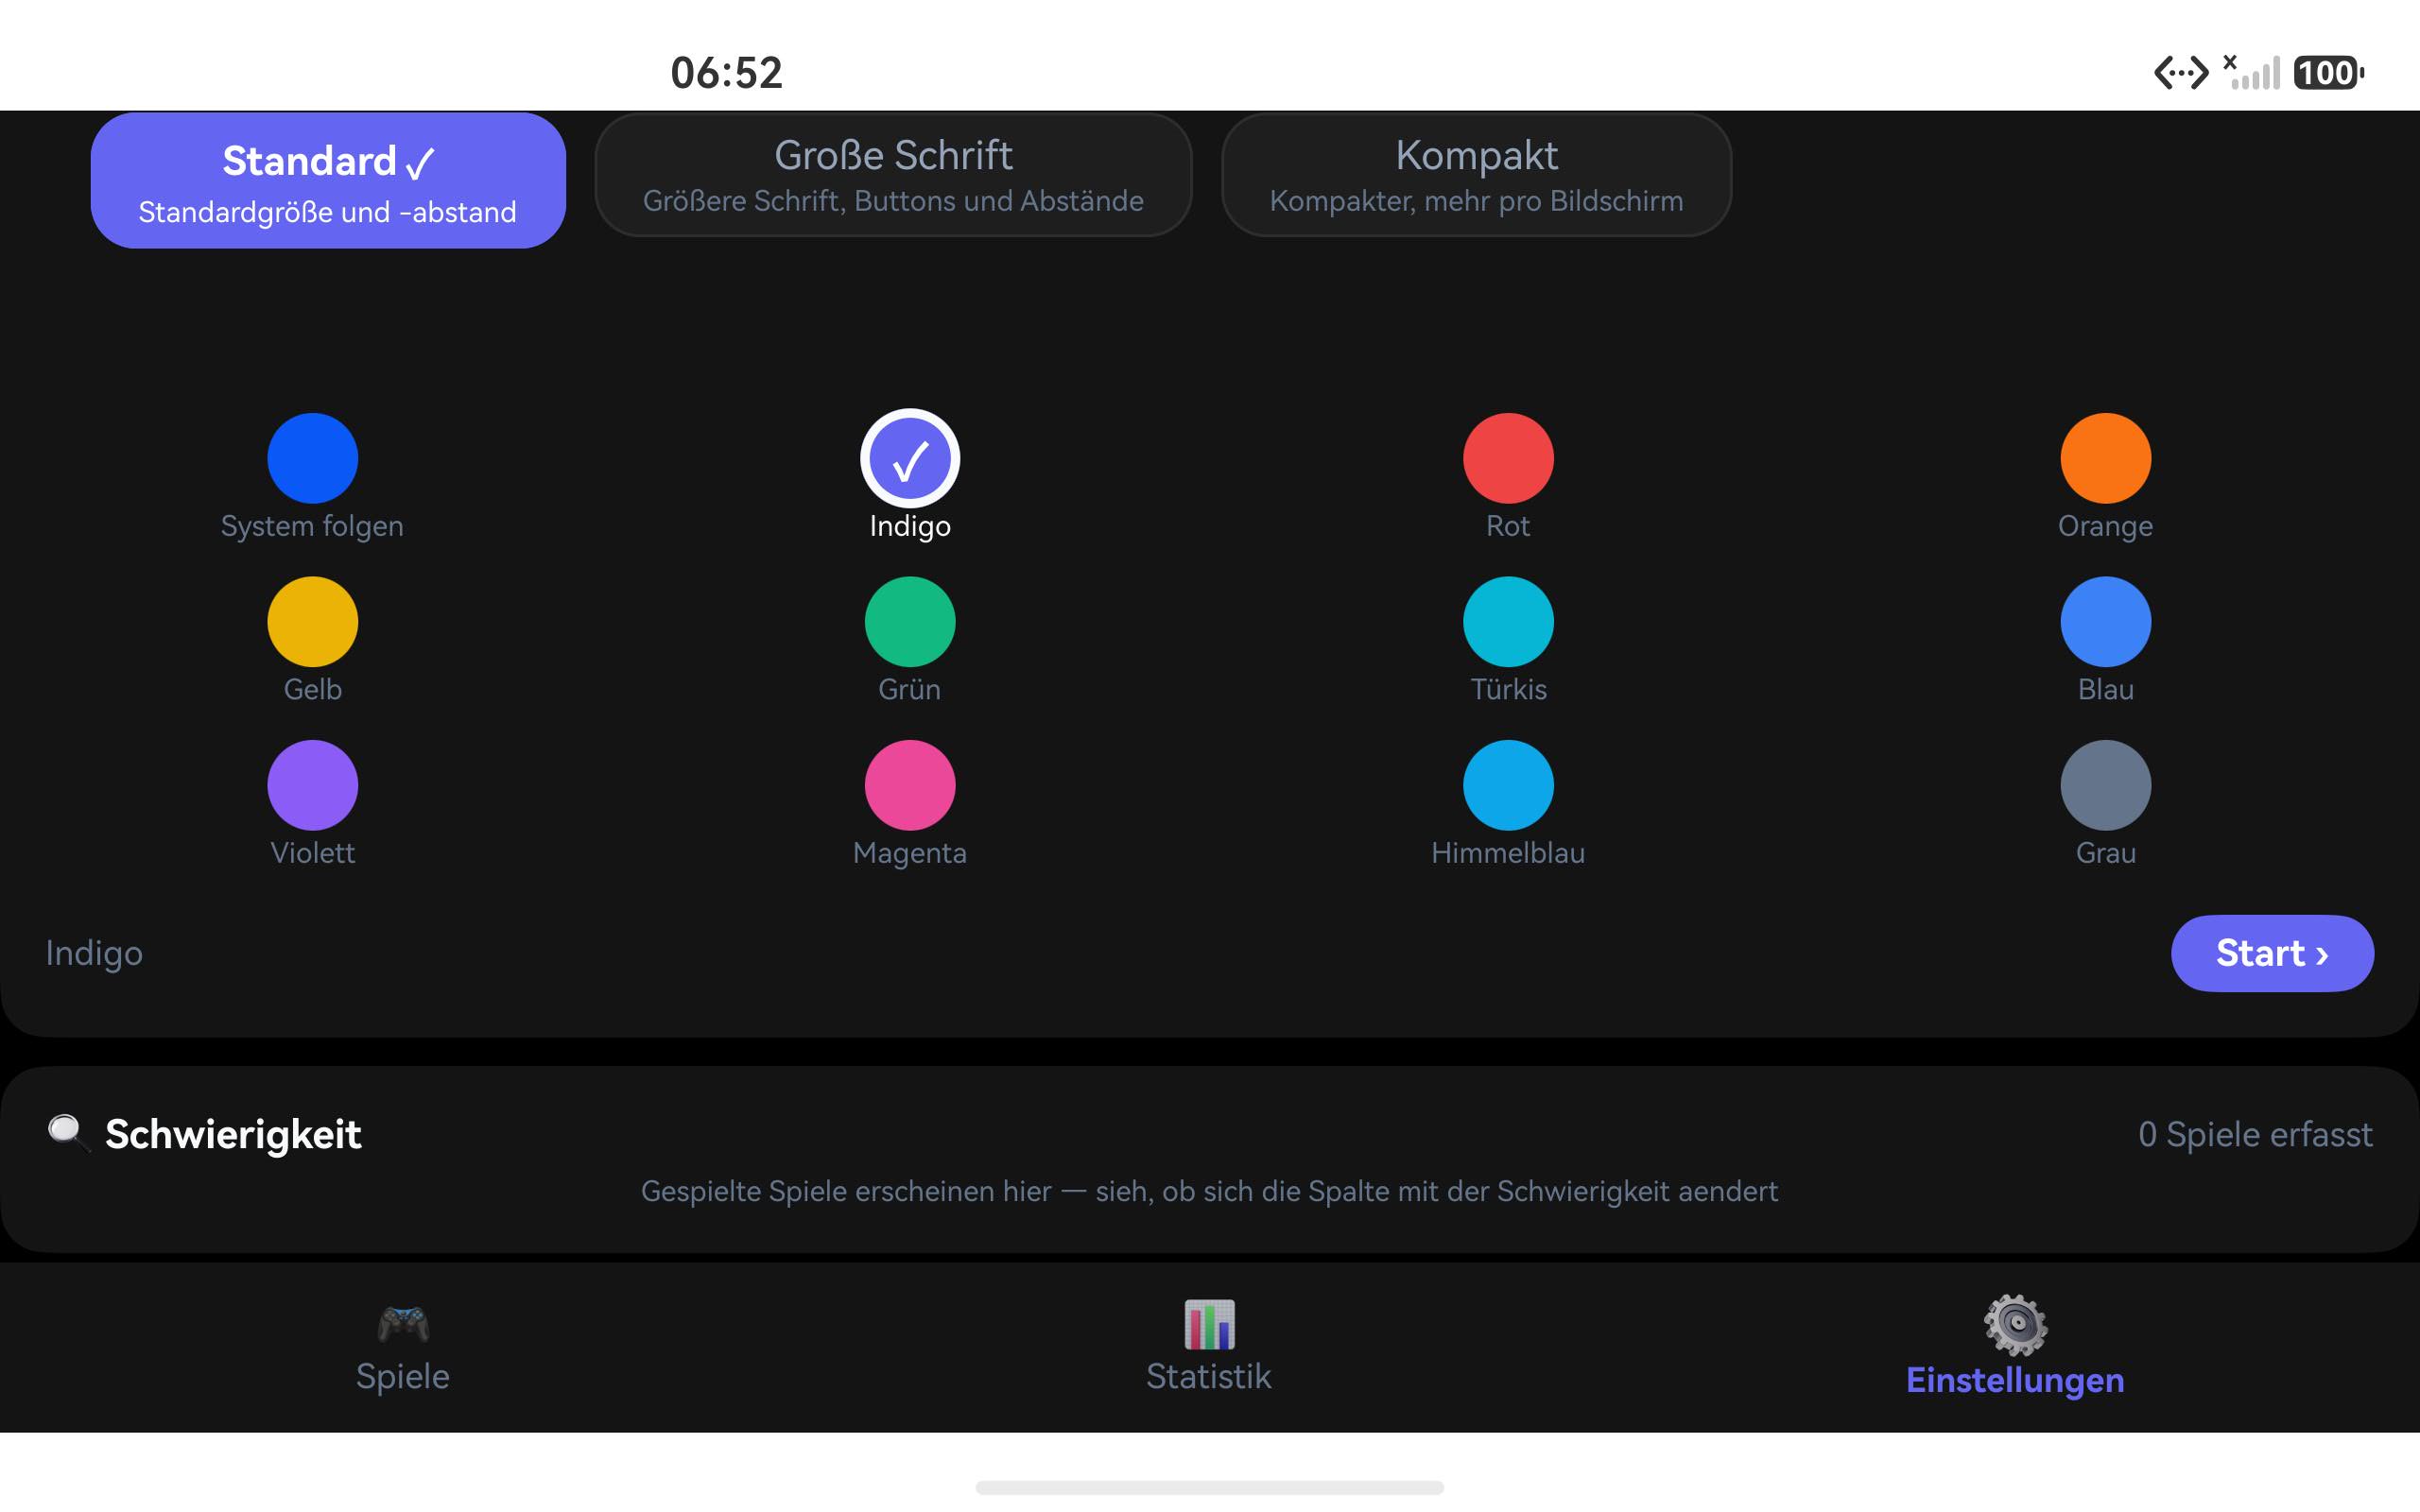 06:52
100
Standard ✓
Standardgröße und -abstand
Große Schrift
Größere Schrift, Buttons und Abstände
Kompakt
Kompakter, mehr pro Bildschirm
System folgen
Indigo
Rot
Orange
Gelb
Grün
Türkis
Blau
Violett
Magenta
Himmelblau
Grau
Indigo
Start ›
Schwierigkeit
0 Spiele erfasst
Gespielte Spiele erscheinen hier — sieh, ob sich die Spalte mit der Schwierigkeit aendert
Spiele
Statistik
Einstellungen